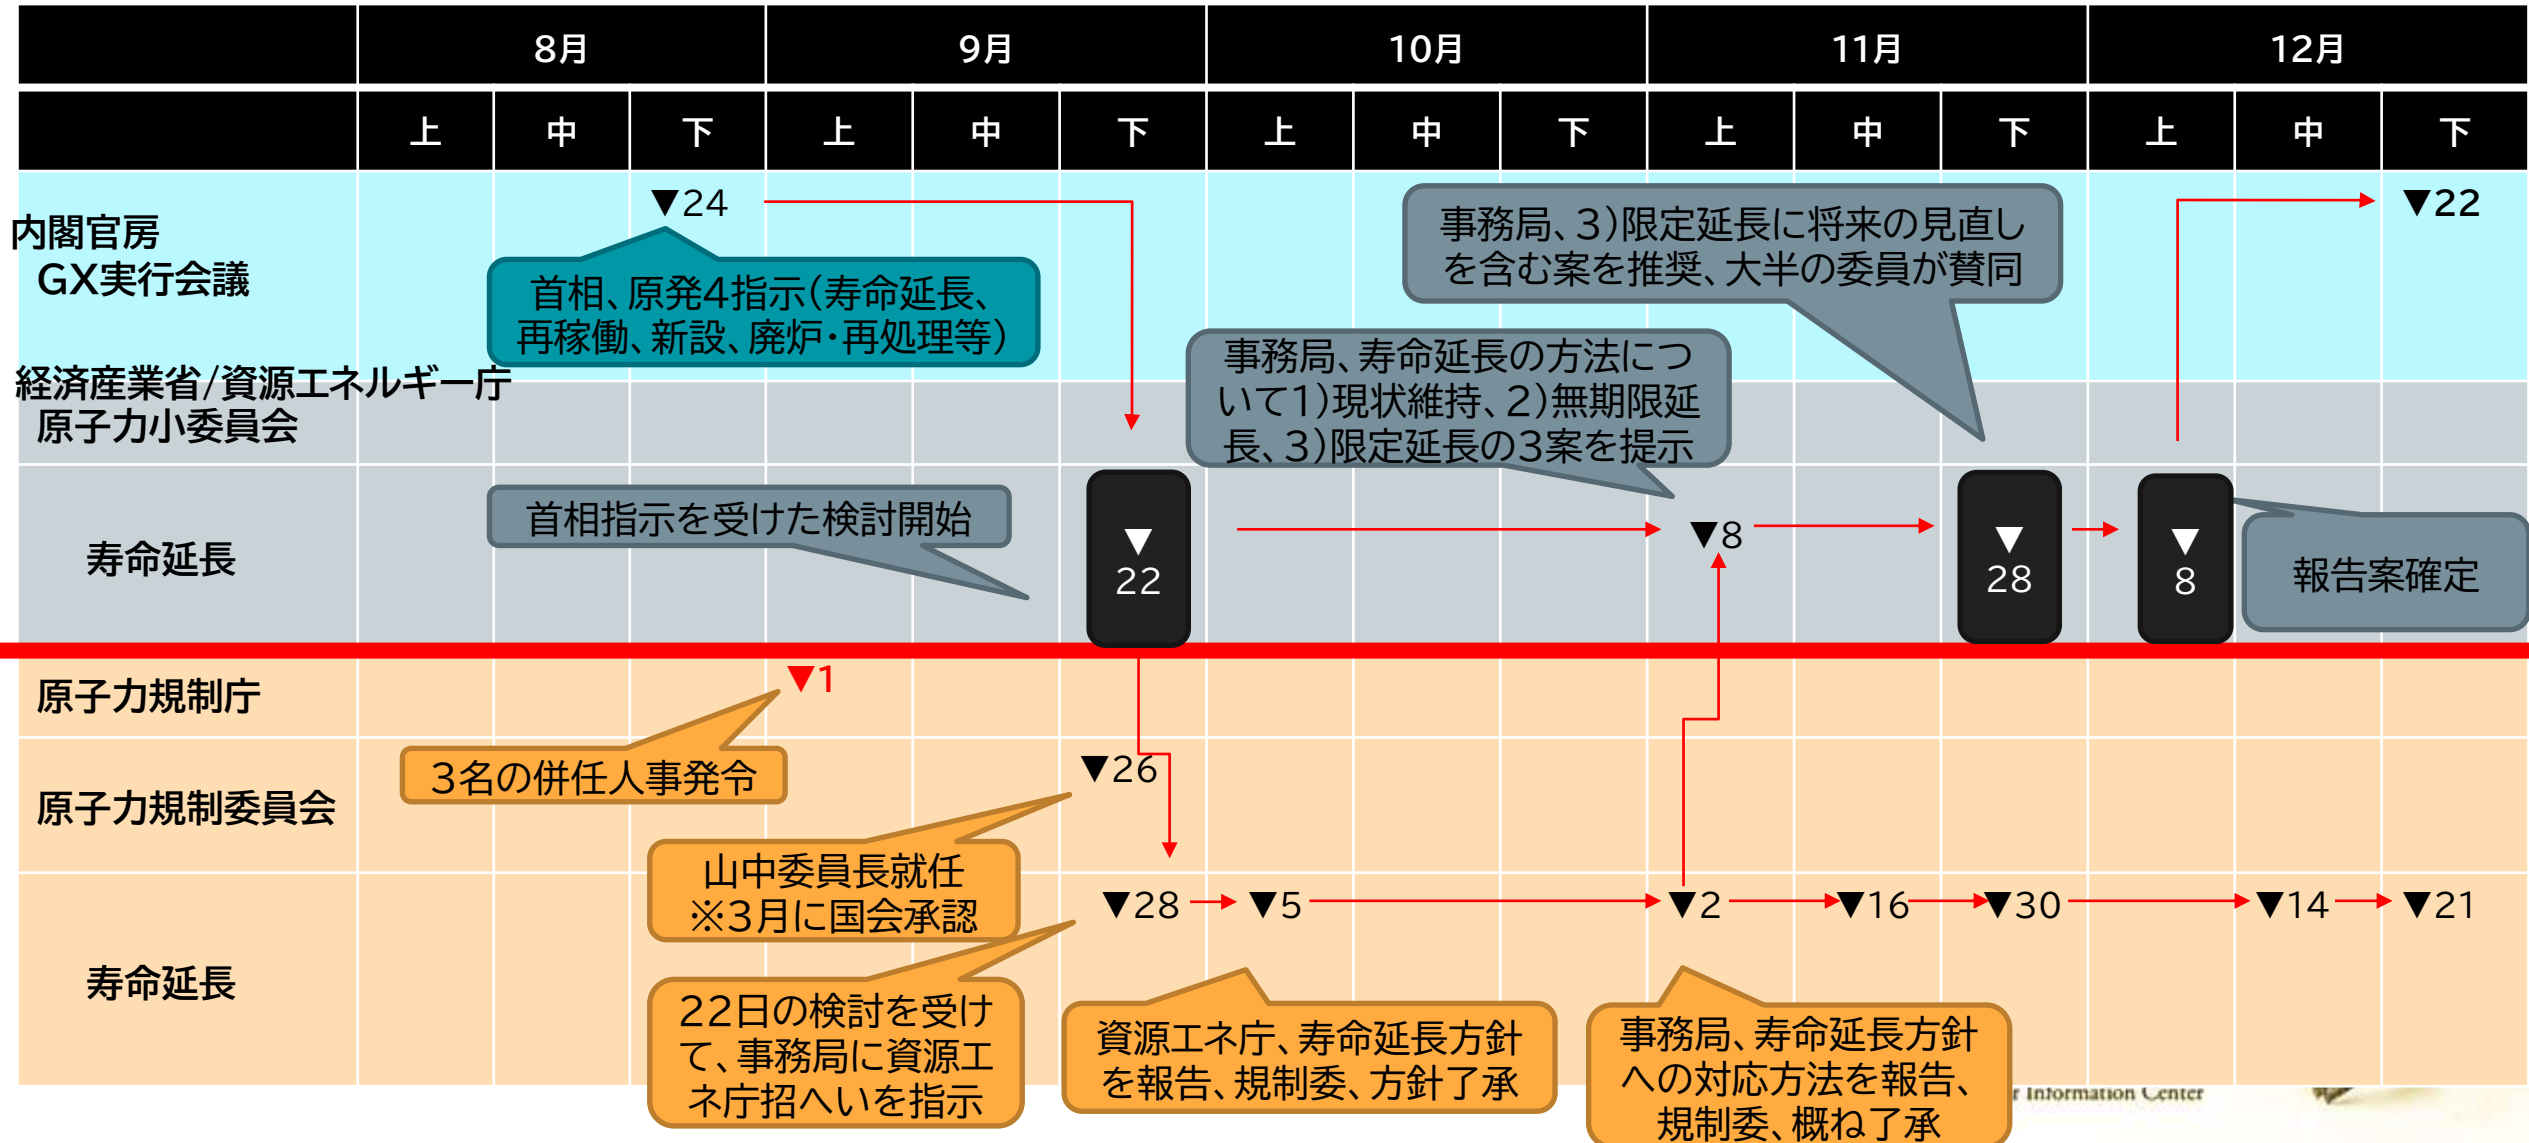 8月
9月
10月
11月
12月
上
中
下
上
中
下
上
中
下
上
中
下
上
中
下
内閣官房
GX実行会議
▼24
首相、原発4指示(寿命延長、
再稼働、新設、廃炉・再処理等)
事務局、3)限定延長に将来の見直し
を含む案を推奨、大半の委員が賛同
▼22
経済産業省/資源エネルギー庁
原子力小委員会
事務局、寿命延長の方法につ
いて1)現状維持、2)無期限延
長、3)限定延長の3案を提示
寿命延長
首相指示を受けた検討開始
▼
22
▼8
▼
28
▼
8
報告案確定
原子力規制庁
▼1
3名の併任人事発令
原子力規制委員会
▼26
山中委員長就任
※3月に国会承認
寿命延長
▼28
▼5
▼2
▼16
▼30
▼14
▼21
22日の検討を受け
て、事務局に資源エ
ネ庁招へいを指示
資源エネ庁、寿命延長方針
を報告、規制委、方針了承
事務局、寿命延長方針
への対応方法を報告、
規制委、概ね了承
Information Center